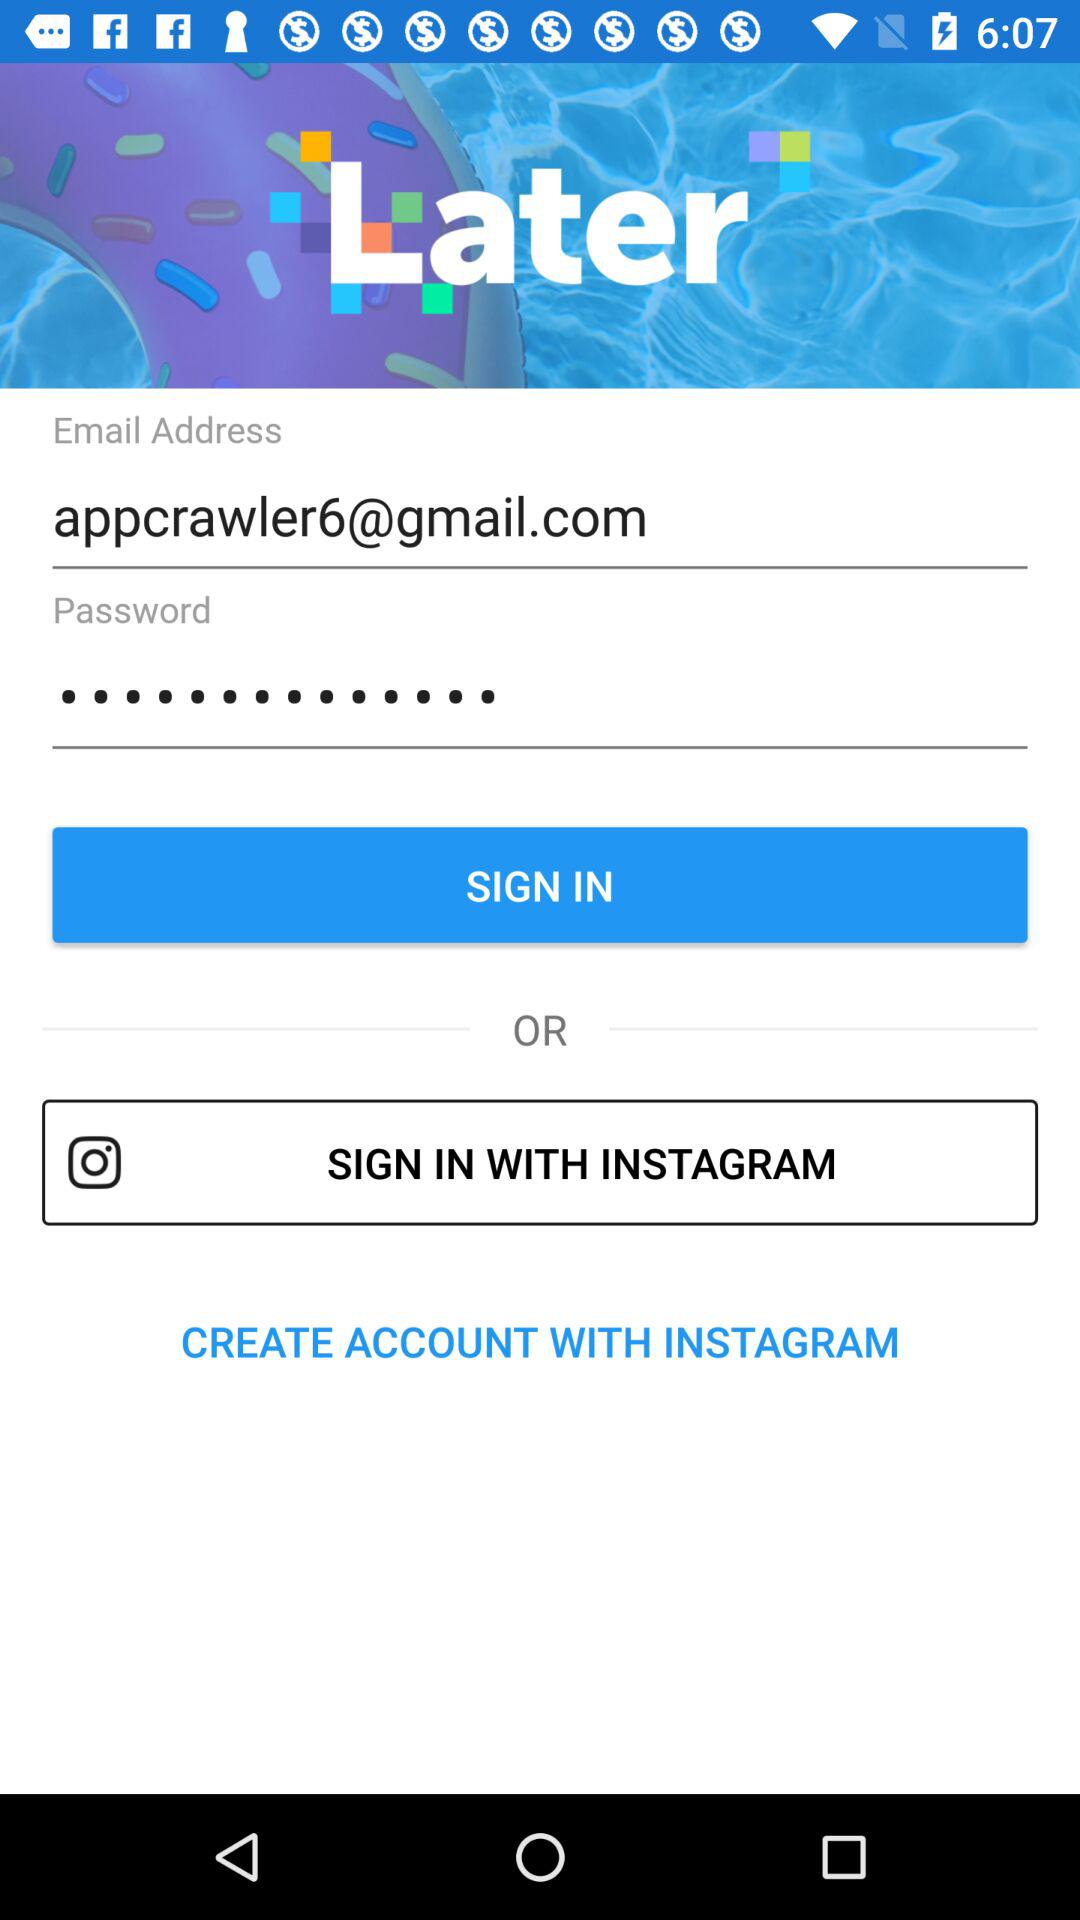 6:07
Later
Email Address
appcrawler6@gmail.com
Password
••••••••••••••
SIGN IN
OR
SIGN IN WITH INSTAGRAM
CREATE ACCOUNT WITH INSTAGRAM